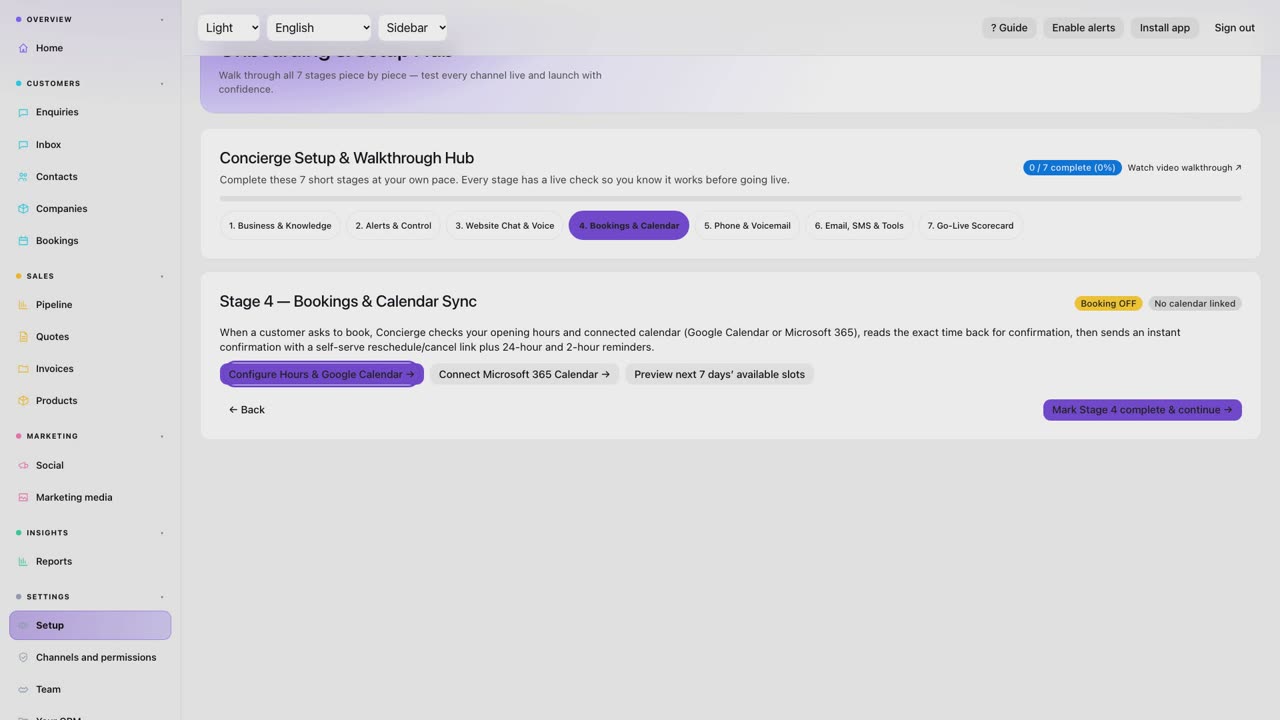 OVERVIEW
Home
CUSTOMERS
Enquiries
Inbox
Contacts
Companies
Bookings
SALES
Pipeline
Quotes
Invoices
Products
MARKETING
Social
Marketing media
INSIGHTS
Reports
SETTINGS
Setup
Channels and permissions
Team
Light
English
Sidebar
? Guide
Enable alerts
Install app
Sign out
Walk through all 7 stages piece by piece — test every channel live and launch with
confidence.
Concierge Setup & Walkthrough Hub
Complete these 7 short stages at your own pace. Every stage has a live check so you know it works before going live.
0 / 7 complete (0%)
Watch video walkthrough ↗
1. Business & Knowledge
2. Alerts & Control
3. Website Chat & Voice
4. Bookings & Calendar
5. Phone & Voicemail
6. Email, SMS & Tools
7. Go-Live Scorecard
Stage 4 — Bookings & Calendar Sync
Booking OFF
No calendar linked
When a customer asks to book, Concierge checks your opening hours and connected calendar (Google Calendar or Microsoft 365), reads the exact time back for confirmation, then sends an instant
confirmation with a self-serve reschedule/cancel link plus 24-hour and 2-hour reminders.
Configure Hours & Google Calendar →
Connect Microsoft 365 Calendar →
Preview next 7 days’ available slots
← Back
Mark Stage 4 complete & continue →